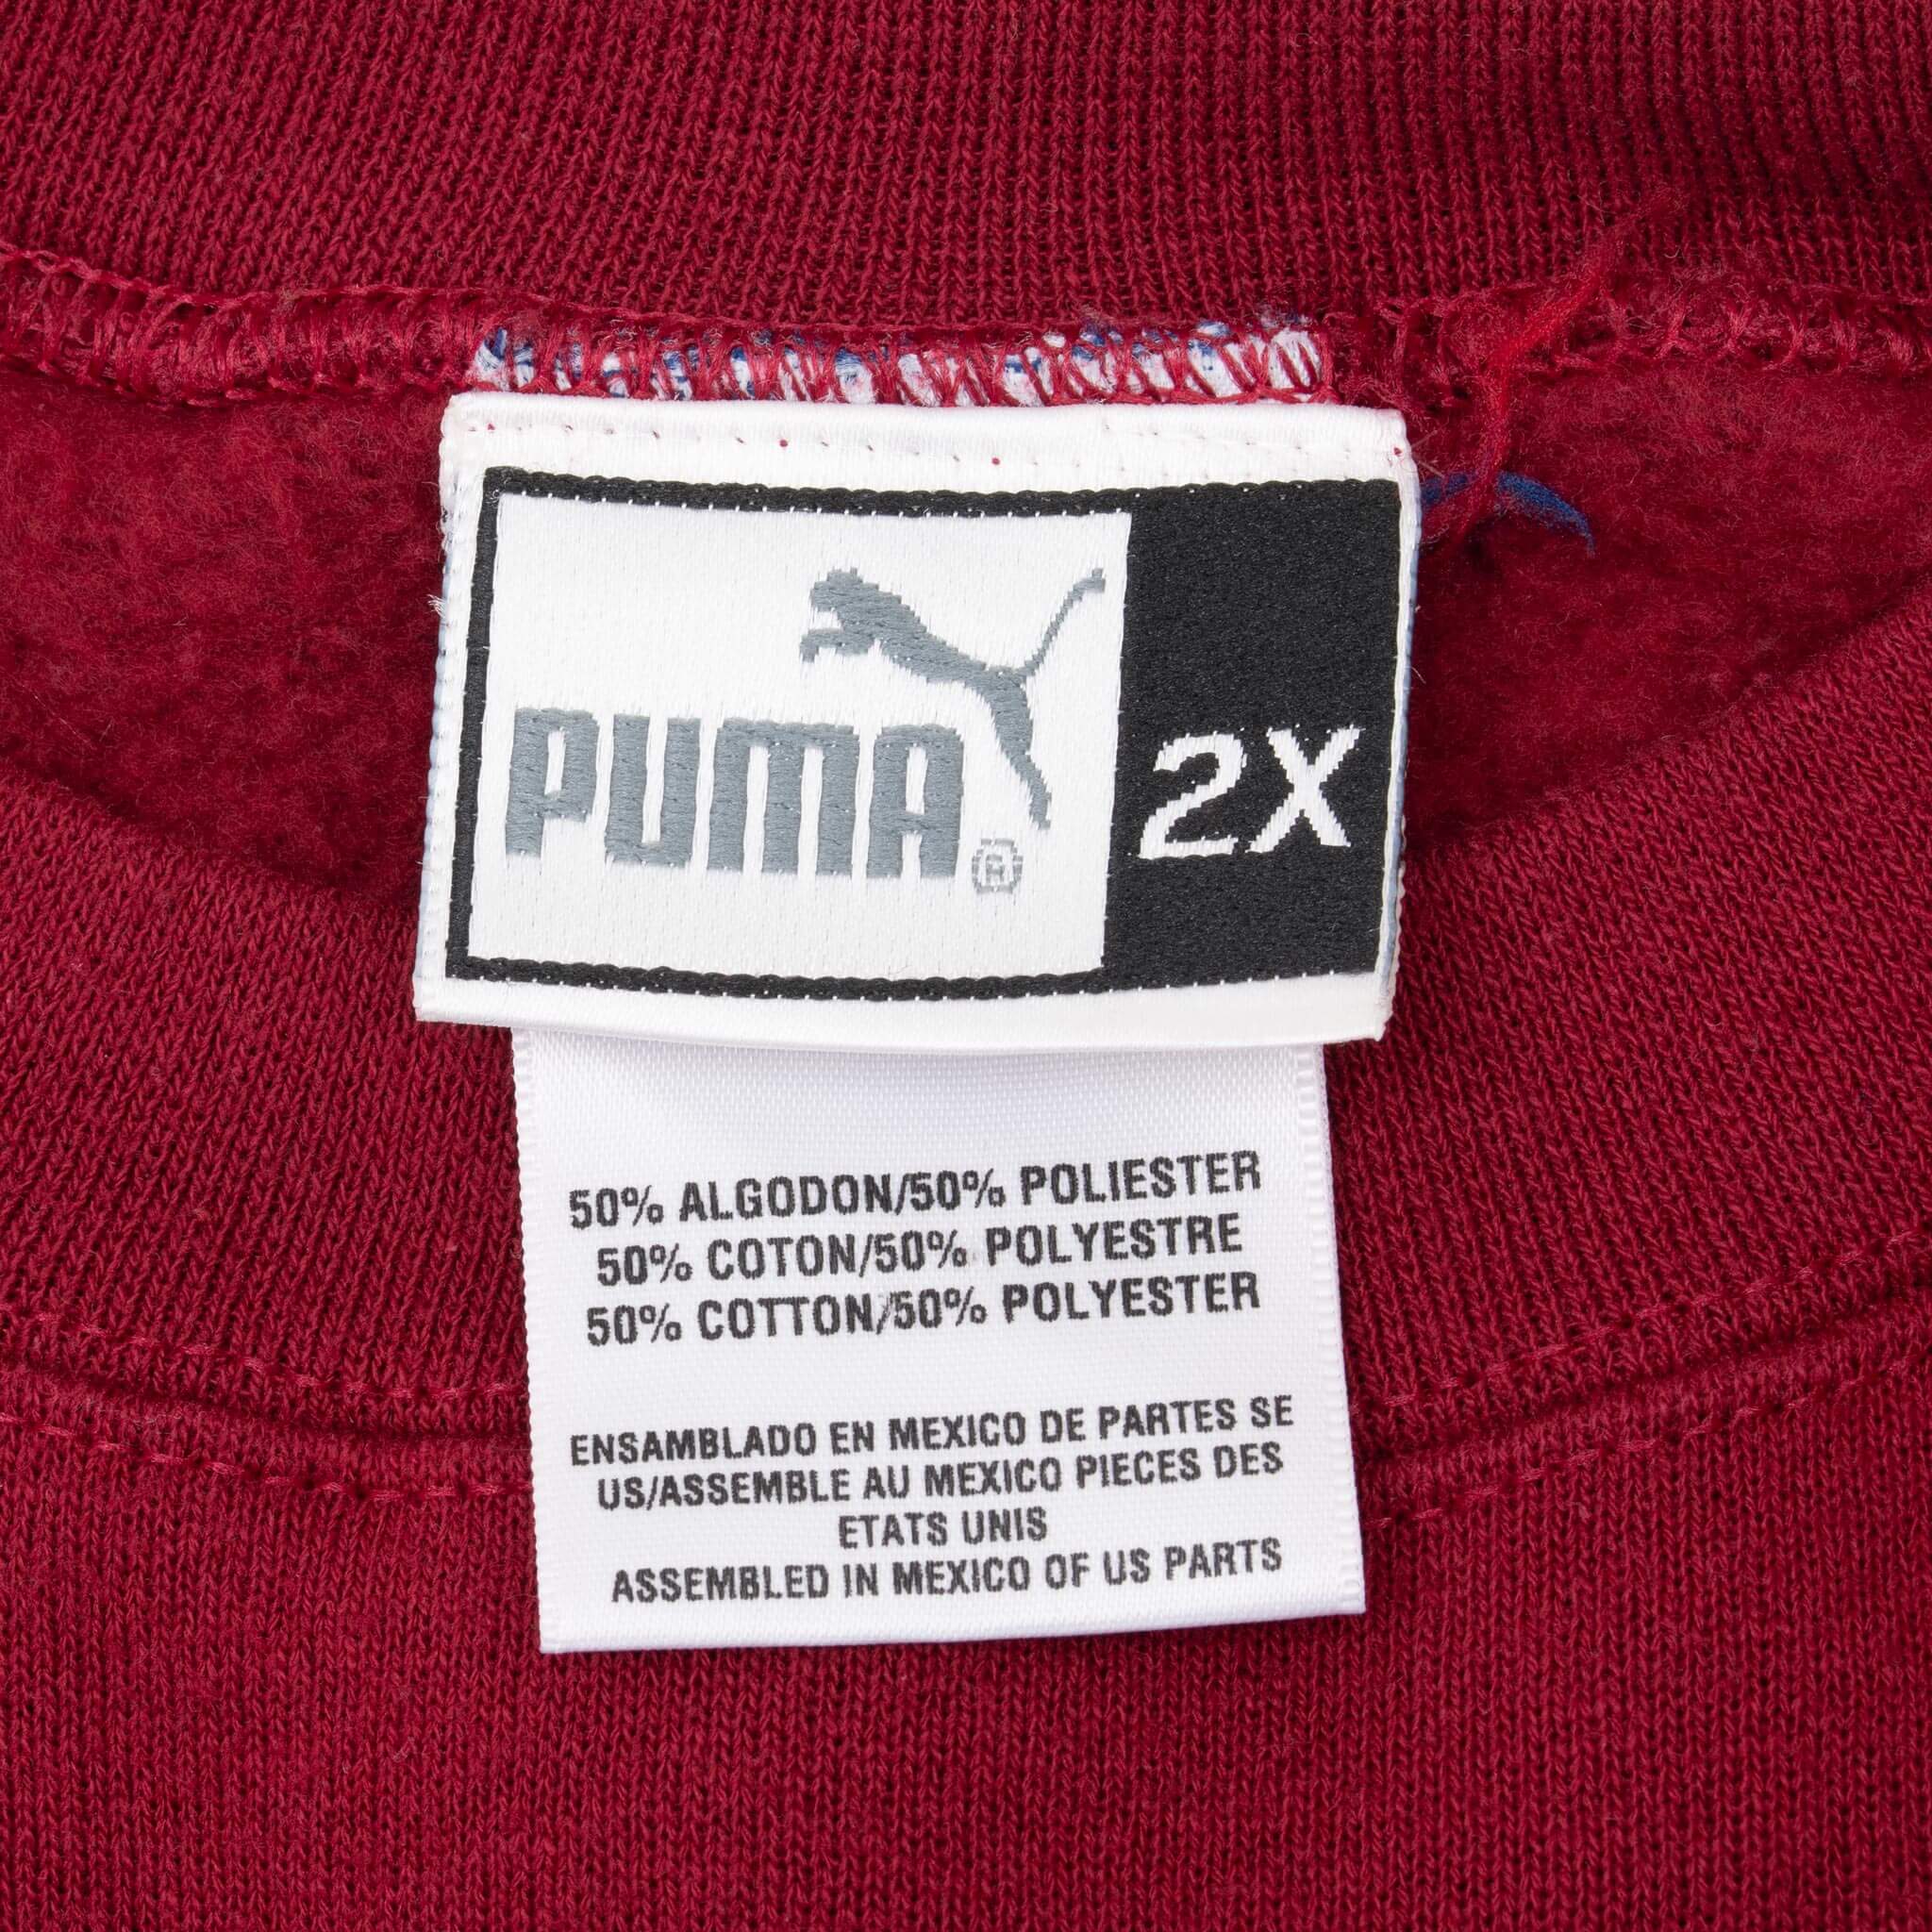 PUMA ®
2X
50% ALGODON/50% POLIESTER
50% COTON/50% POLYESTRE
50% COTTON/50% POLYESTER
ENSAMBLADO EN MEXICO DE PARTES SE
US/ASSEMBLE AU MEXICO PIECES DES
ETATS UNIS
ASSEMBLED IN MEXICO OF US PARTS